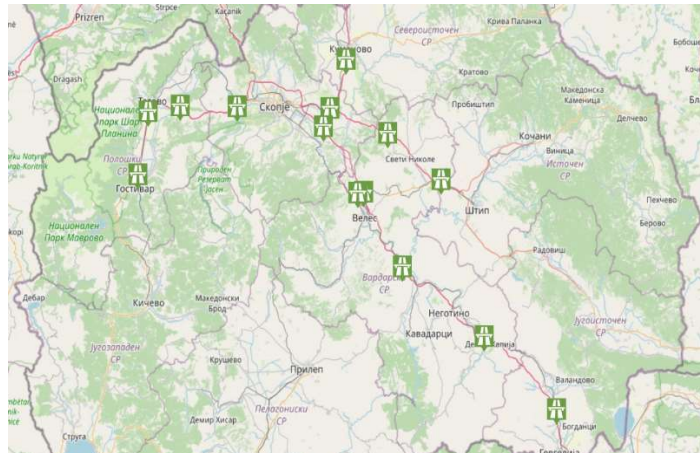 Prizren
Strpce
Kaçanik
Североисточен
СР
Крива Паланка
Dragash
Кратово
Македонска
Каменица
Национален
парк Шар
Планина
Скопје
Пробиштип
Делчево
Кочани
Виница
Свети Николе
Полошки
СР
Природен
Резерват
Јасен
Источен
СР
Гостивар
Штип
Пехчево
Берово
Национален
Парк Маврово
Велес
Радовиш
Дебар
Кичево
Македонски
Брод
Вардарски
СР
Неготино
Кавадарци
Југоисточен
СР
Југозападен
СР
Крушево
Прилеп
Валандово
Демир Хисар
Пелагониски
СР
Богданци
Струга
Гевгелија